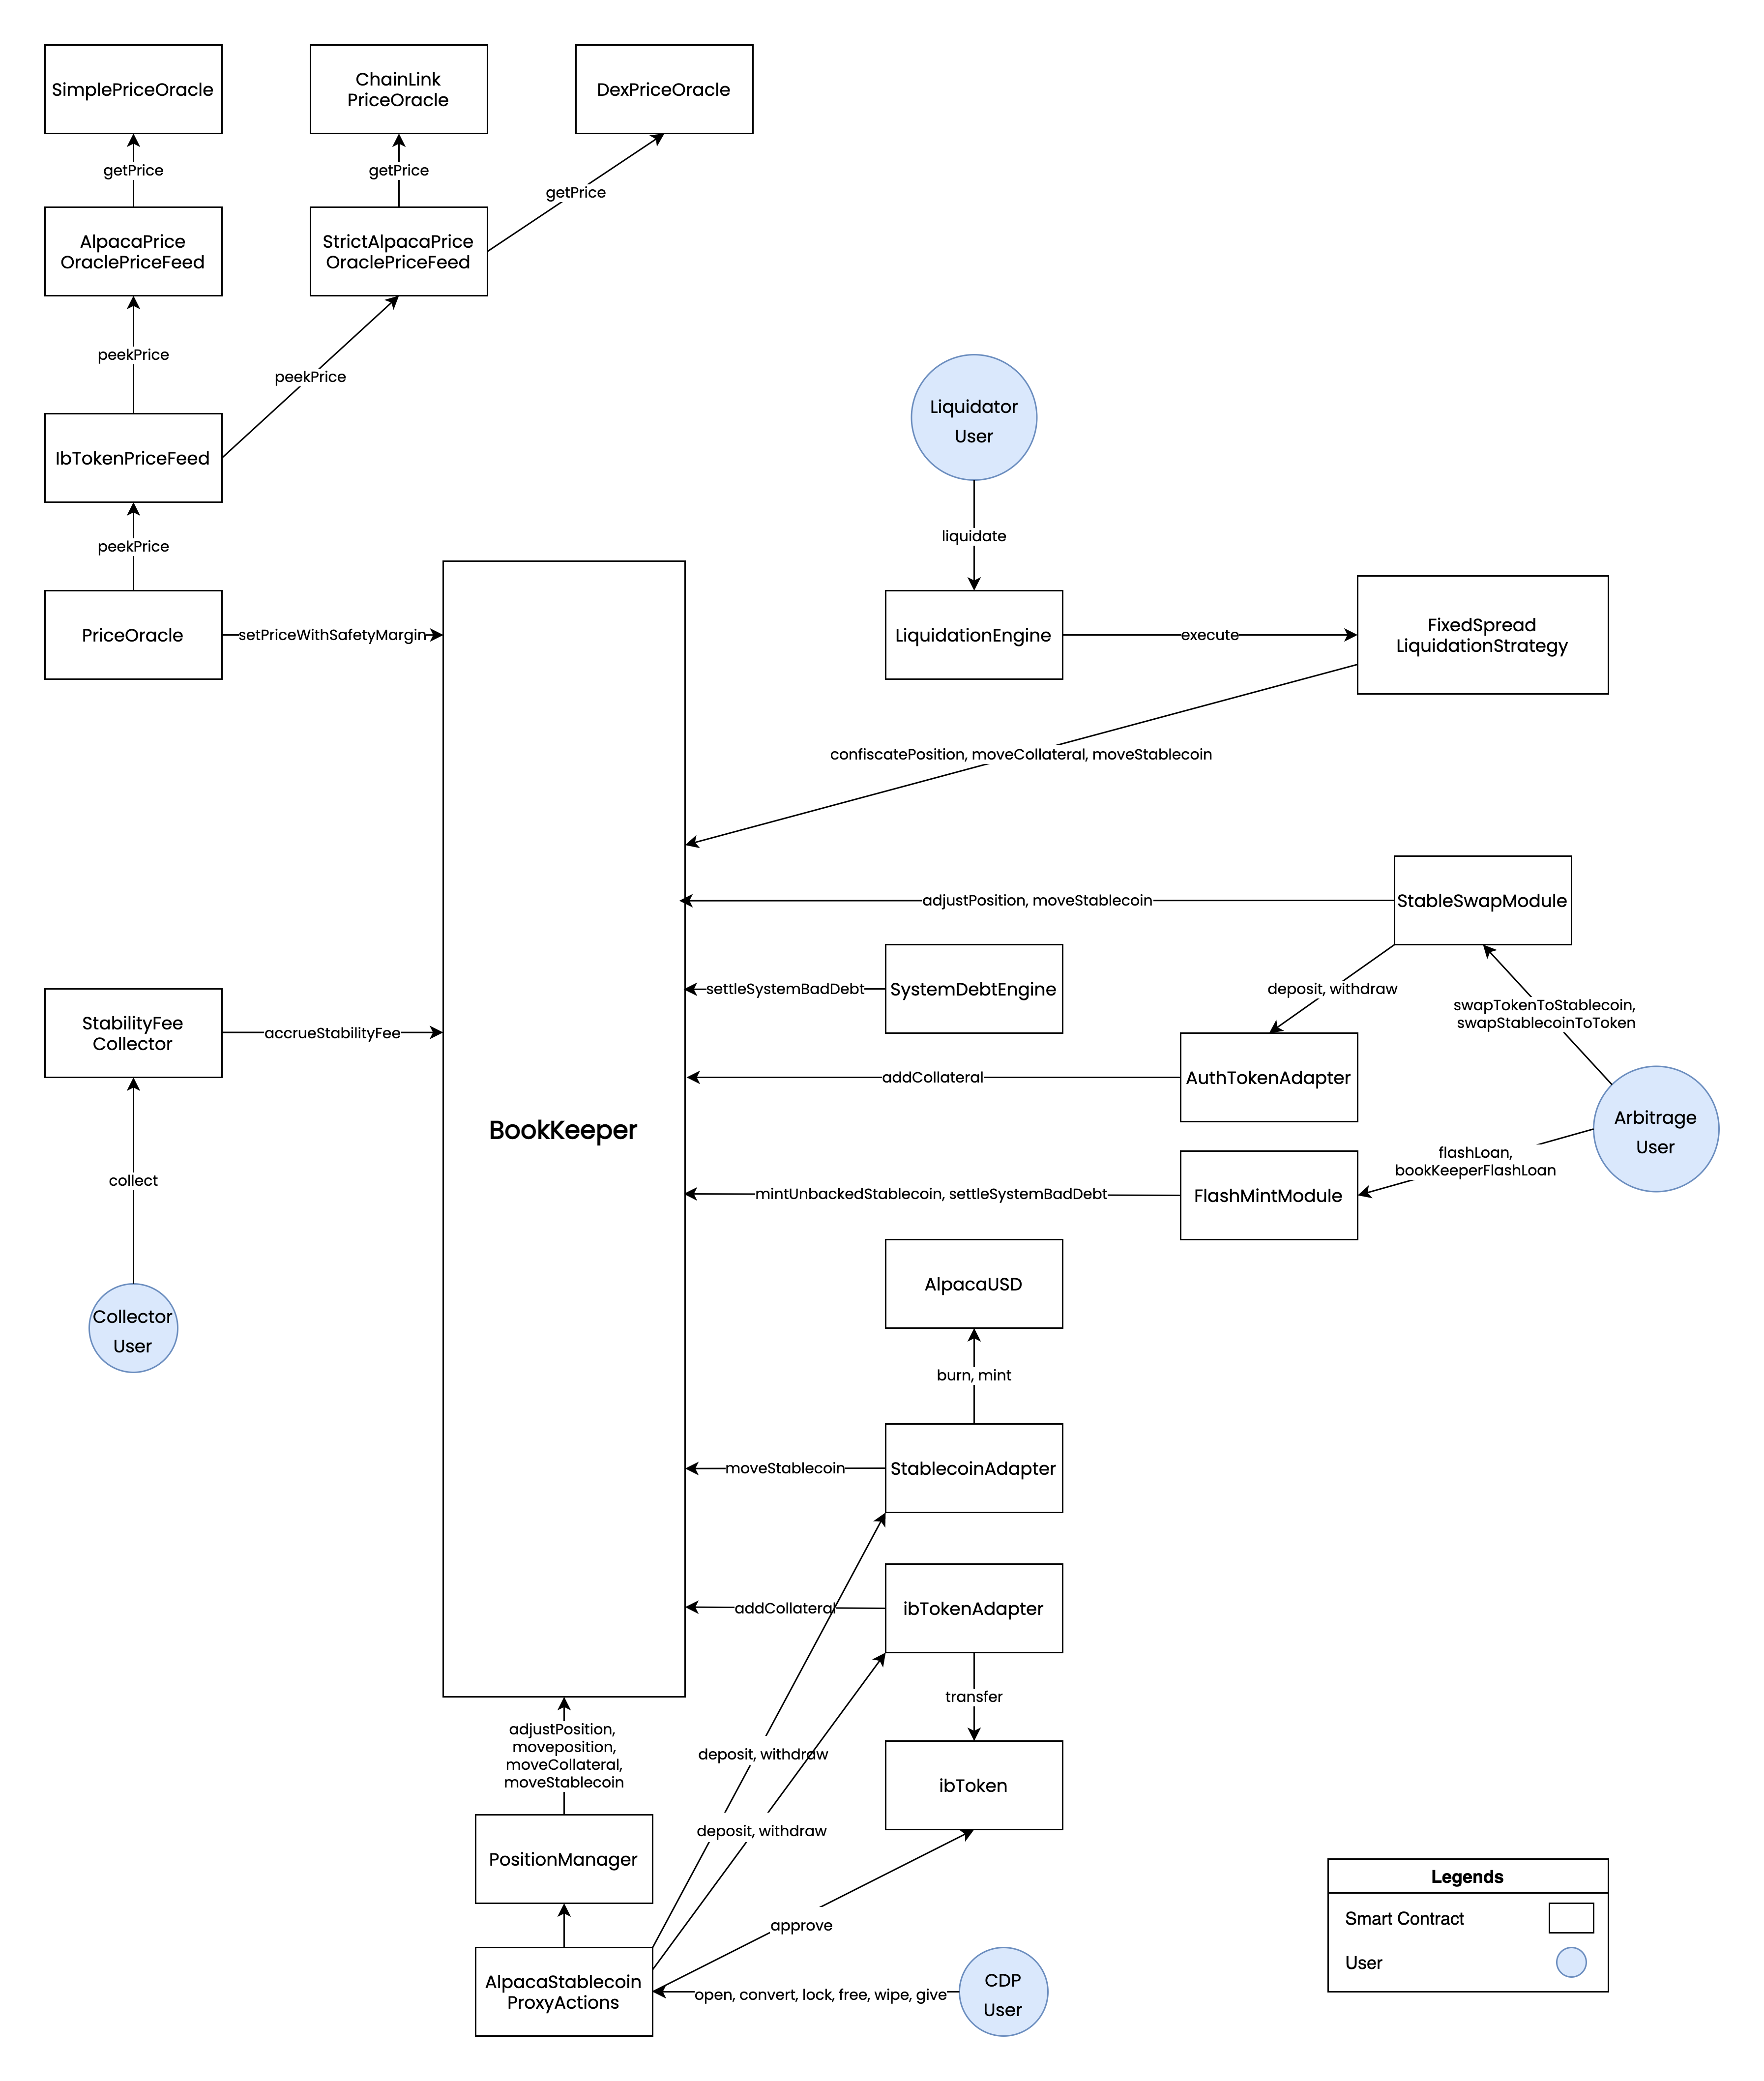 SimplePriceOracle
ChainLink
PriceOracle
DexPriceOracle
getPrice
getPrice
getPrice
AlpacaPrice
OraclePriceFeed
StrictAlpacaPrice
OraclePriceFeed
peekPrice
peekPrice
Liquidator
User
IbTokenPriceFeed
peekPrice
liquidate
PriceOracle
setPriceWithSafetyMargin
LiquidationEngine
execute
FixedSpread
LiquidationStrategy
confiscatePosition, moveCollateral, moveStablecoin
adjustPosition, moveStablecoin
StableSwapModule
settleSystemBadDebt
SystemDebtEngine
deposit, withdraw
swapTokenToStablecoin,
swapStablecoinToToken
StabilityFee
Collector
accrueStabilityFee
addCollateral
AuthTokenAdapter
BookKeeper
Arbitrage
User
flashLoan,
bookKeeperFlashLoan
collect
mintUnbackedStablecoin, settleSystemBadDebt
FlashMintModule
AlpacaUSD
Collector
User
burn, mint
moveStablecoin
StablecoinAdapter
addCollateral
ibTokenAdapter
transfer
adjustPosition,
moveposition,
moveCollateral,
moveStablecoin
deposit, withdraw
ibToken
deposit, withdraw
PositionManager
Legends
Smart Contract
User
approve
AlpacaStablecoin
ProxyActions
open, convert, lock, free, wipe, give
CDP
User